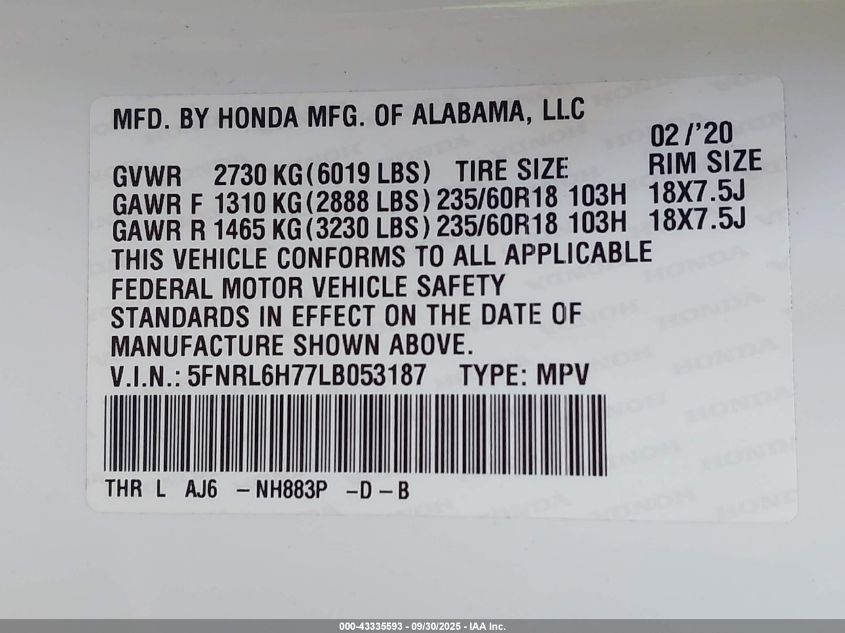 MFD. BY HONDA MFG. OF ALABAMA, LLC
02/'20
GVWR 2730 KG (6019 LBS) TIRE SIZE RIM SIZE
GAWR F 1310 KG (2888 LBS) 235/60R18 103H 18X7.5J
GAWR R 1465 KG (3230 LBS) 235/60R18 103H 18X7.5J
THIS VEHICLE CONFORMS TO ALL APPLICABLE
FEDERAL MOTOR VEHICLE SAFETY
STANDARDS IN EFFECT ON THE DATE OF
MANUFACTURE SHOWN ABOVE.
V.I.N.: 5FNRL6H77LB053187 TYPE: MPV
THR L AJ6 -NH883P -D-B
000-43335593 - 09/30/2025 - IAA Inc.